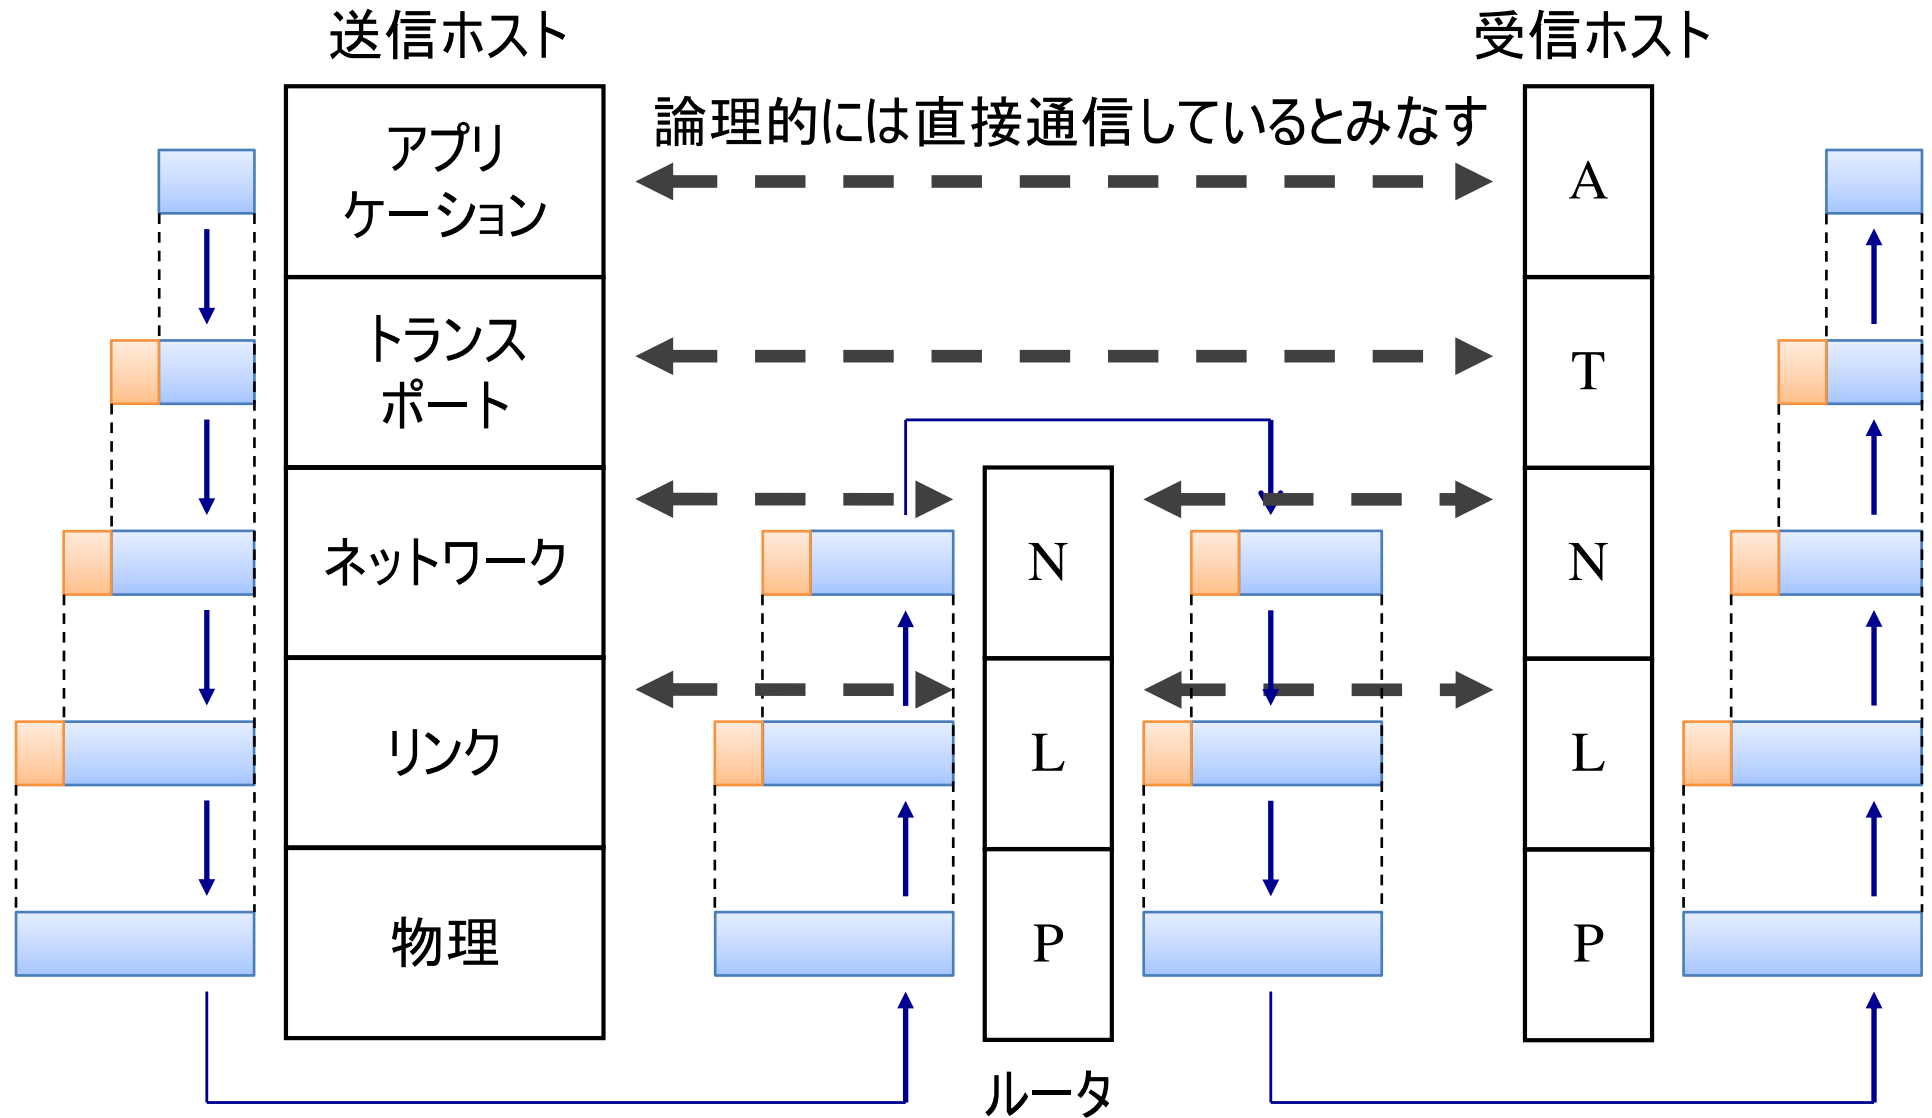 送信ホスト
受信ホスト
論理的には直接通信しているとみなす
アプリ
ケーション
トランス
ポート
ネットワーク
リンク
物理
N
L
P
ルータ
A
T
N
L
P